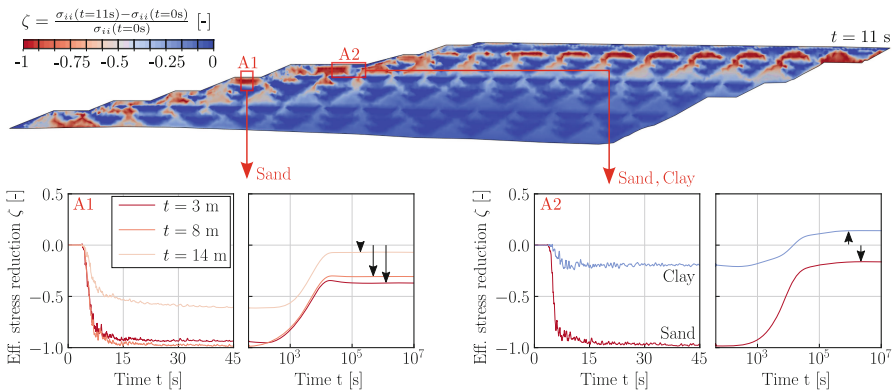 ζ = σii(t=11s)−σii(t=0s) / σii(t=0s) [-]
-1 -0.75 -0.5 -0.25 0
t = 11 s
A1
A2
Sand
Sand, Clay
Eff. stress reduction ζ [-]
0.5
0.0
−0.5
−1.0
A1
t = 3 m
t = 8 m
t = 14 m
0 15 30 45
Time t [s]
10^3 10^5 10^7
Time t [s]
Eff. stress reduction ζ [-]
0.5
0.0
−0.5
−1.0
A2
Clay
Sand
0 15 30 45
Time t [s]
10^3 10^5 10^7
Time t [s]